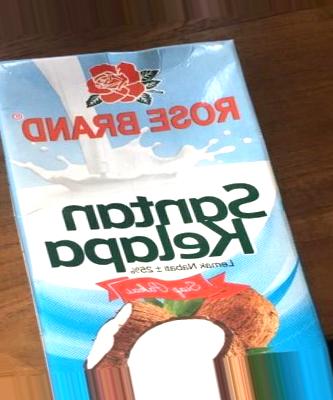 ROSE BRAND®
Santan
Kelapa
Lemak Nabati ± 25%
Siap Pakai